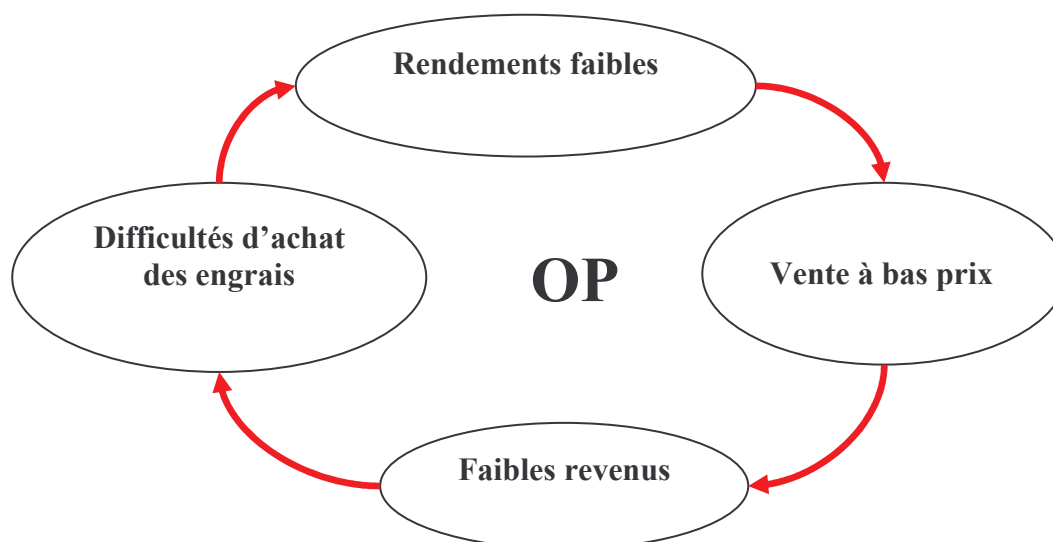 Rendements faibles
Difficultés d’achat
des engrais
OP
Vente à bas prix
Faibles revenus